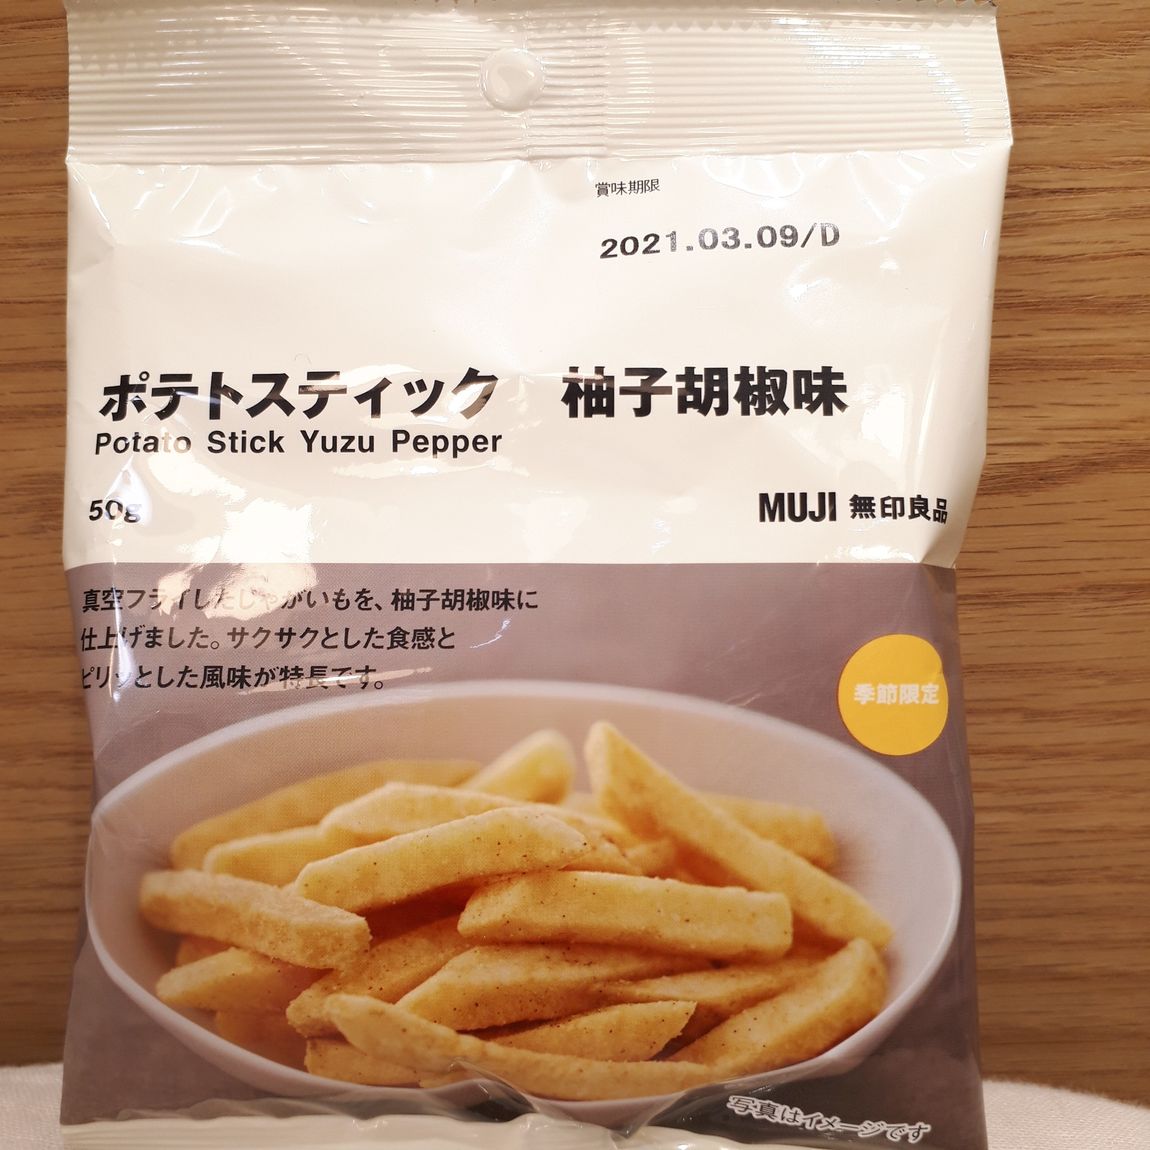 賞味期限
2021.03.09/D
ポテトスティック 柚子胡椒味
Potato Stick Yuzu Pepper
50g
MUJI 無印良品
真空フライしたじゃがいもを、柚子胡椒味に
仕上げました。サクサクとした食感と
ピリッとした風味が特長です。
季節限定
写真はイメージです